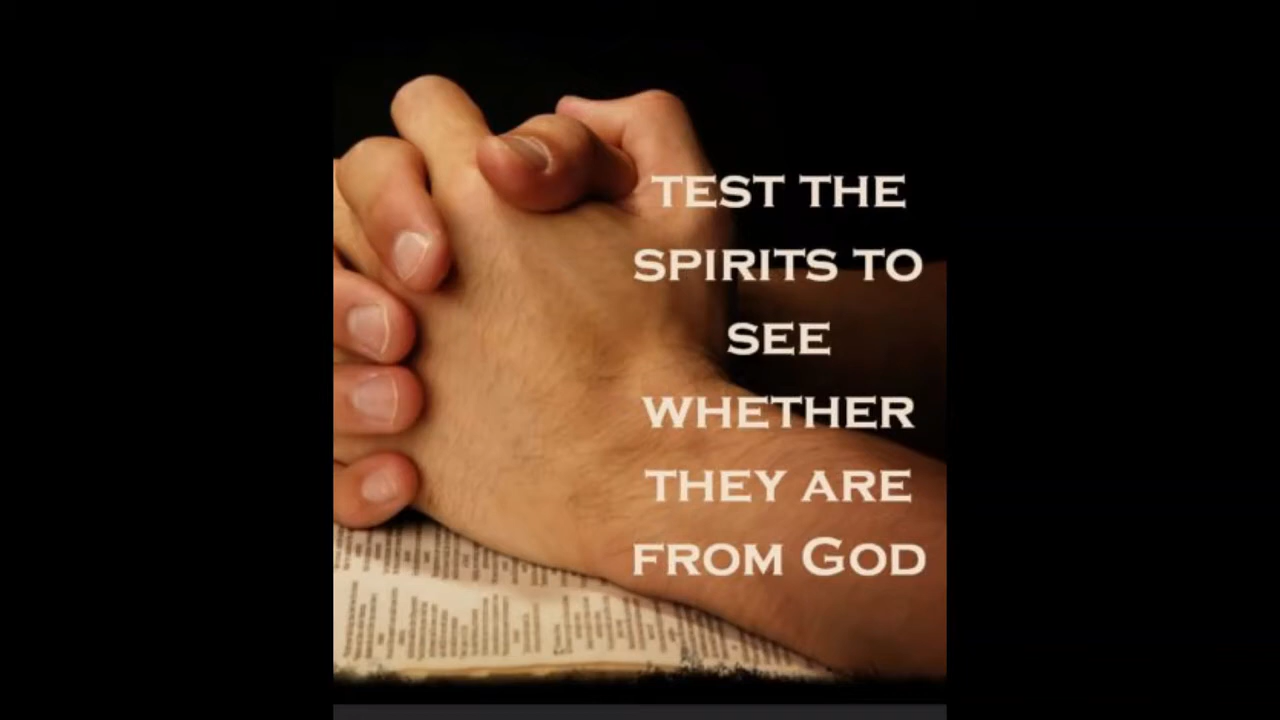 TEST THE
SPIRITS TO
SEE
WHETHER
THEY ARE
FROM GOD